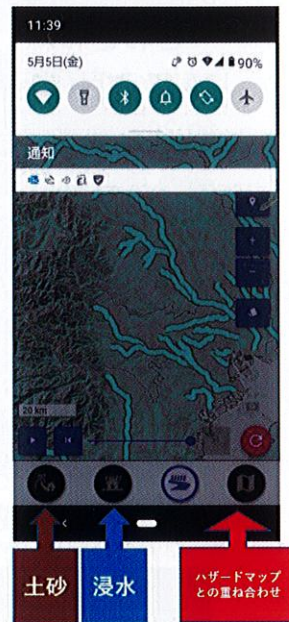 11:39
5月5日(金)
90%
通知
20 km
土砂
浸水
ハザードマップ
との重ね合わせ